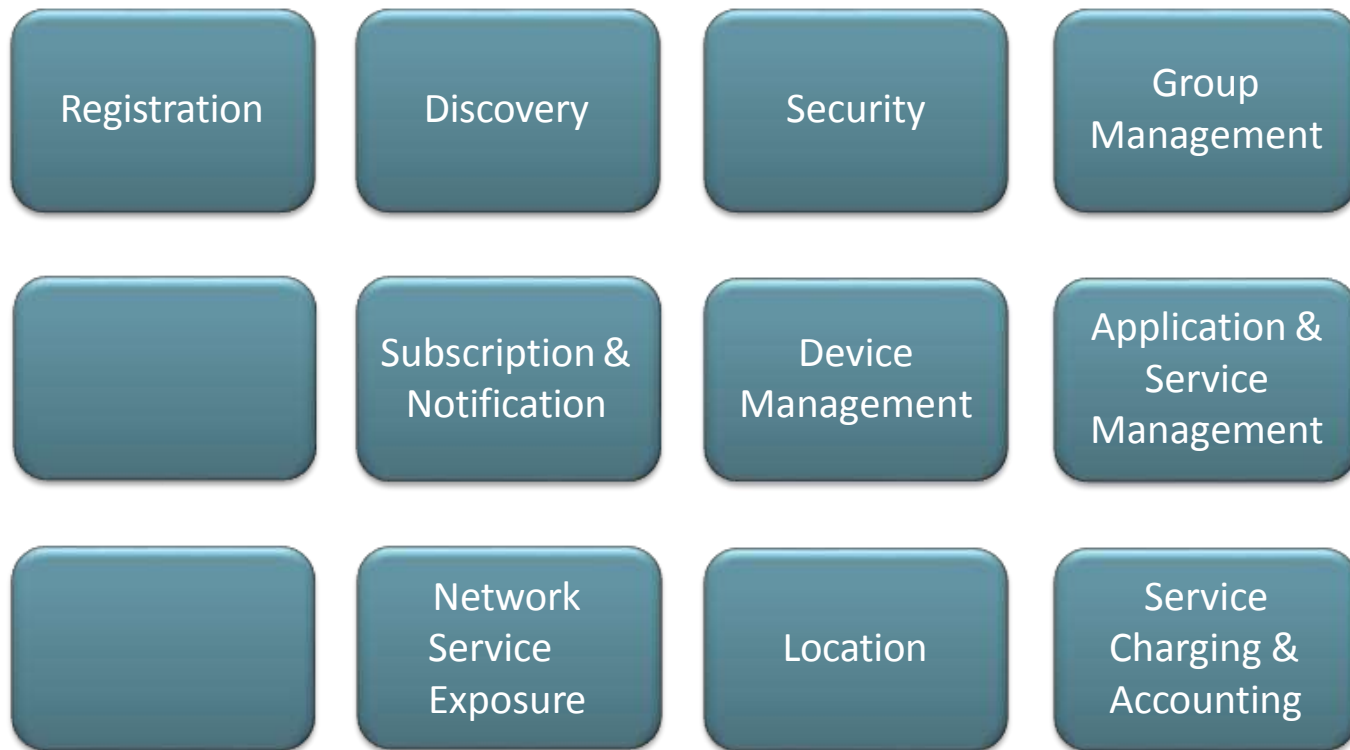 Registration
Discovery
Security
Group
Management
Subscription &
Notification
Device
Management
Application &
Service
Management
Network
Service
Exposure
Location
Service
Charging &
Accounting